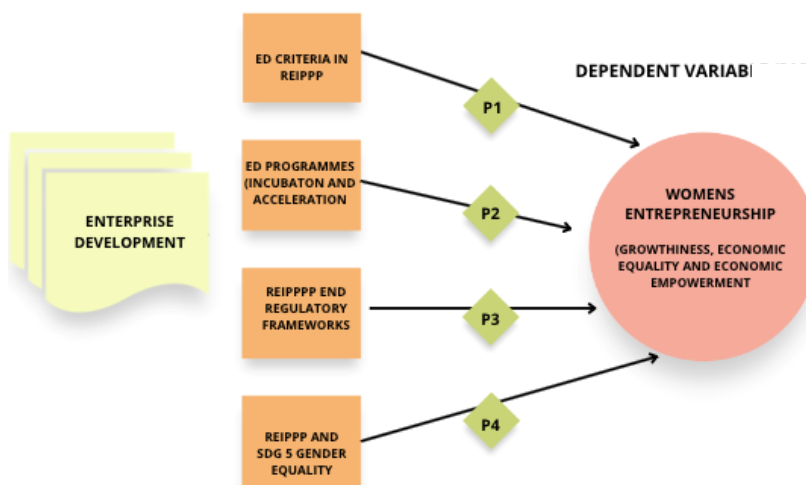 ED CRITERIA IN
REIPPP
P1
DEPENDENT
ENTERPRISE
DEVELOPMENT
ED PROGRAMMES
(INCUBATON AND
ACCELERATION
P2
WOMENS
ENTREPRENEURSHIP
(GROWTHINESS, ECONOMIC
EQUALITY AND ECONOMIC
EMPOWERMENT
REIPPPP END
REGULATORY
FRAMEWORKS
P3
REIPPP AND
SDG 5 GENDER
EQUALITY
P4